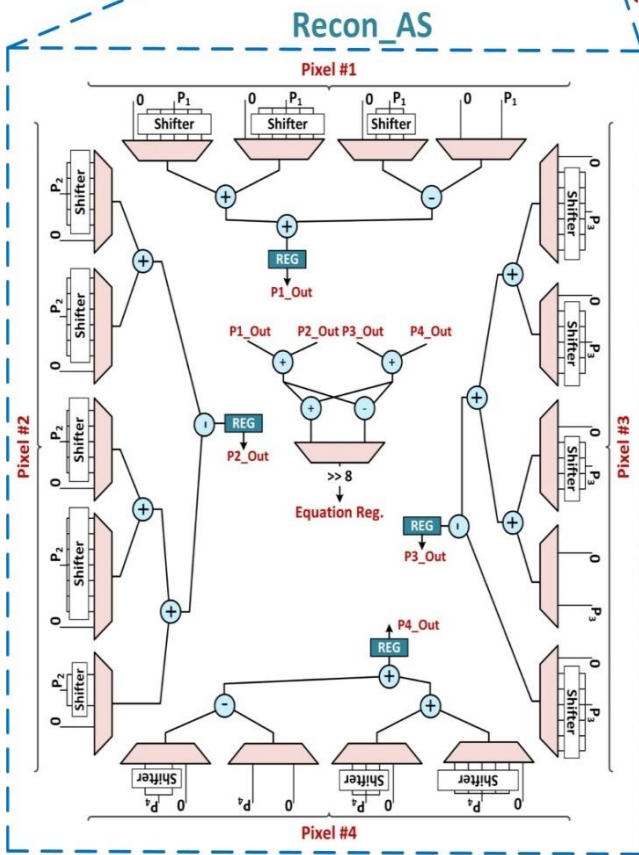 Recon_AS
Pixel #1
0 P1 0 P1 0 P1 0 P1
Shifter Shifter Shifter
+ + -
+
REG
P1_Out
Pixel #2
P2 Shifter 0
+
P2 Shifter 0
P2 Shifter 0
+
P2 Shifter 0
+
P2 Shifter 0
-
REG
P2_Out
P1_Out P2_Out P3_Out P4_Out
+ +
+ -
>> 8
Equation Reg.
Pixel #3
0 Shifter P3
+
0 Shifter P3
+
0 Shifter P3
+
0 P3
0 Shifter P3
-
REG
P3_Out
P4_Out
REG
+
- +
Shifter Shifter Shifter
P4 P4 0 P4 0 P4 0
Pixel #4